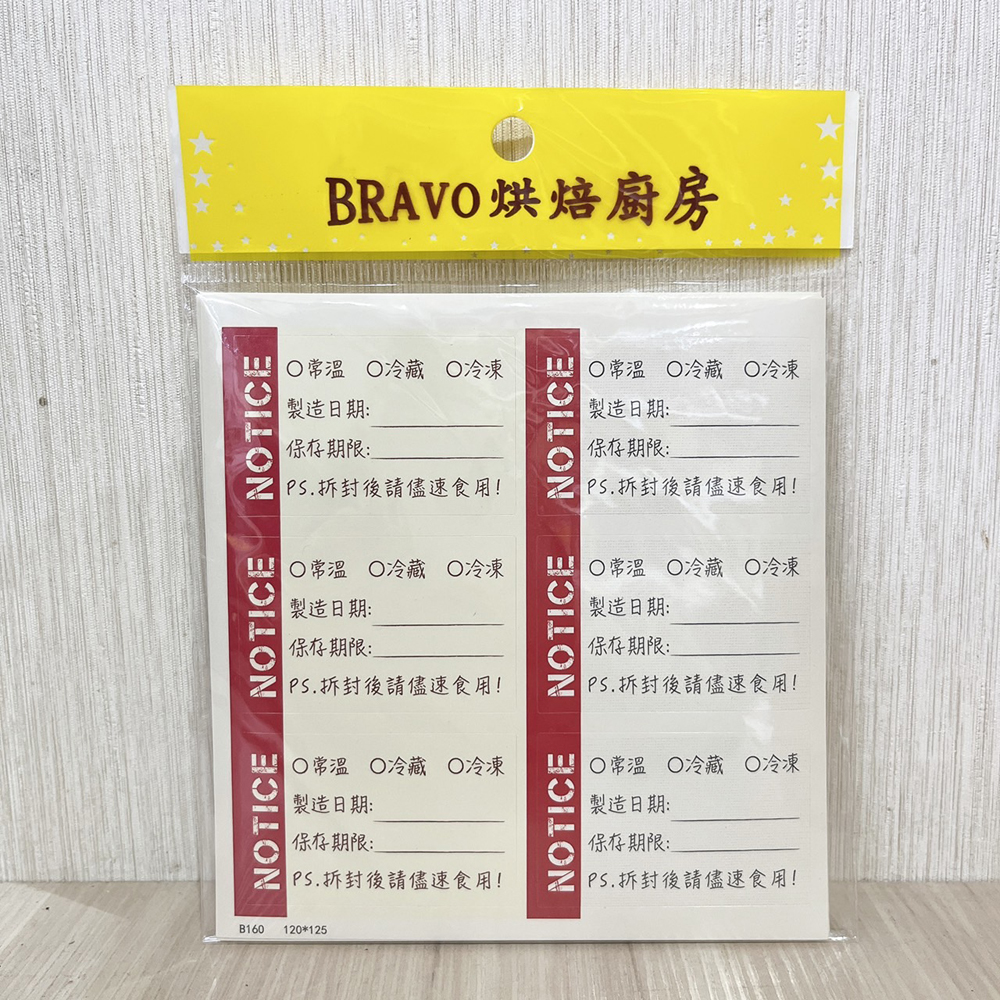 BRAVO烘焙厨房
NOTICE
○常溫 ○冷藏 ○冷凍
製造日期:
保存期限:
PS.拆封後請儘速食用!
NOTICE
○常溫 ○冷藏 ○冷凍
製造日期:
保存期限:
PS.拆封後請儘速食用!
NOTICE
○常溫 ○冷藏 ○冷凍
製造日期:
保存期限:
PS.拆封後請儘速食用!
NOTICE
○常溫 ○冷藏 ○冷凍
製造日期:
保存期限:
PS.拆封後請儘速食用!
NOTICE
○常溫 ○冷藏 ○冷凍
製造日期:
保存期限:
PS.拆封後請儘速食用!
NOTICE
○常溫 ○冷藏 ○冷凍
製造日期:
保存期限:
PS.拆封後請儘速食用!
B160 120*125